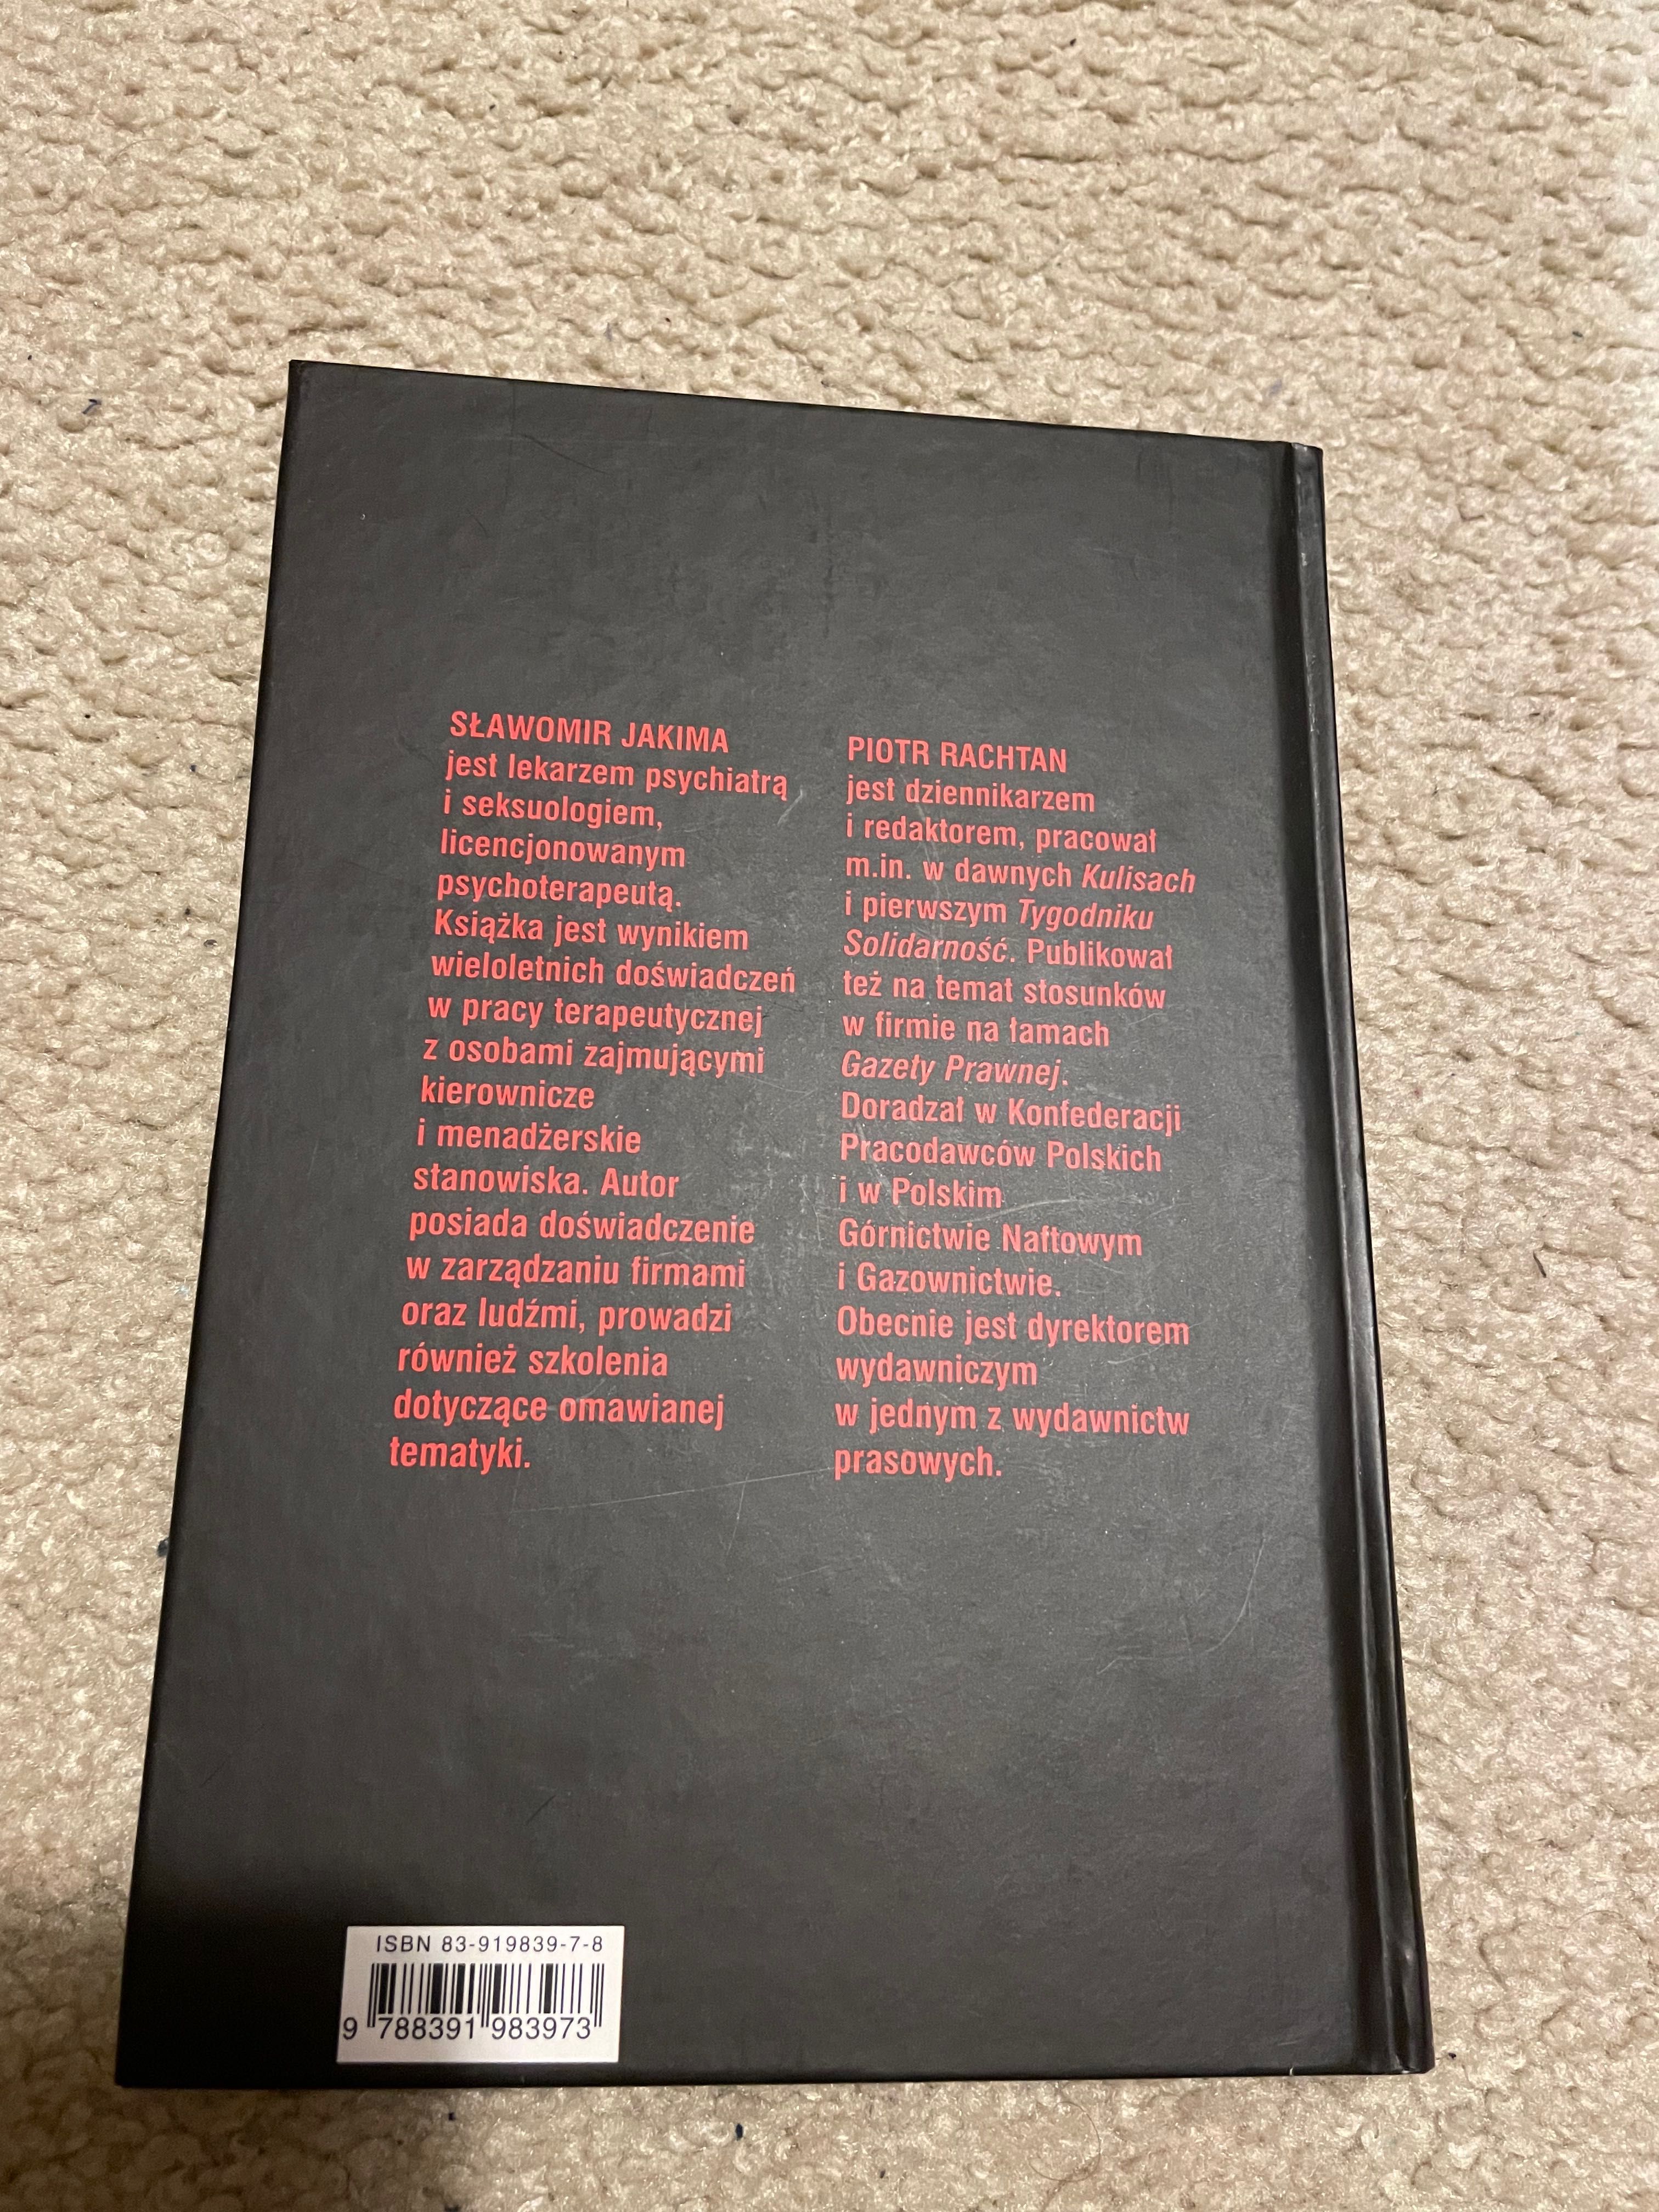 SŁAWOMIR JAKIMA
jest lekarzem psychiatrą
i seksuologiem,
licencjonowanym
psychoterapeutą.
Książka jest wynikiem
wieloletnich doświadczeń
w pracy terapeutycznej
z osobami zajmującymi
kierownicze
i menadżerskie
stanowiska. Autor
posiada doświadczenie
w zarządzaniu firmami
oraz ludźmi, prowadzi
również szkolenia
dotyczące omawianej
tematyki.
PIOTR RACHTAN
jest dziennikarzem
i redaktorem, pracował
m.in. w dawnych Kulisach
i pierwszym Tygodniku
Solidarność. Publikował
też na temat stosunków
w firmie na łamach
Gazety Prawnej.
Doradzał w Konfederacji
Pracodawców Polskich
i w Polskim
Górnictwie Naftowym
i Gazownictwie.
Obecnie jest dyrektorem
wydawniczym
w jednym z wydawnictw
prasowych.
ISBN 83-919839-7-8
9 788391 983973